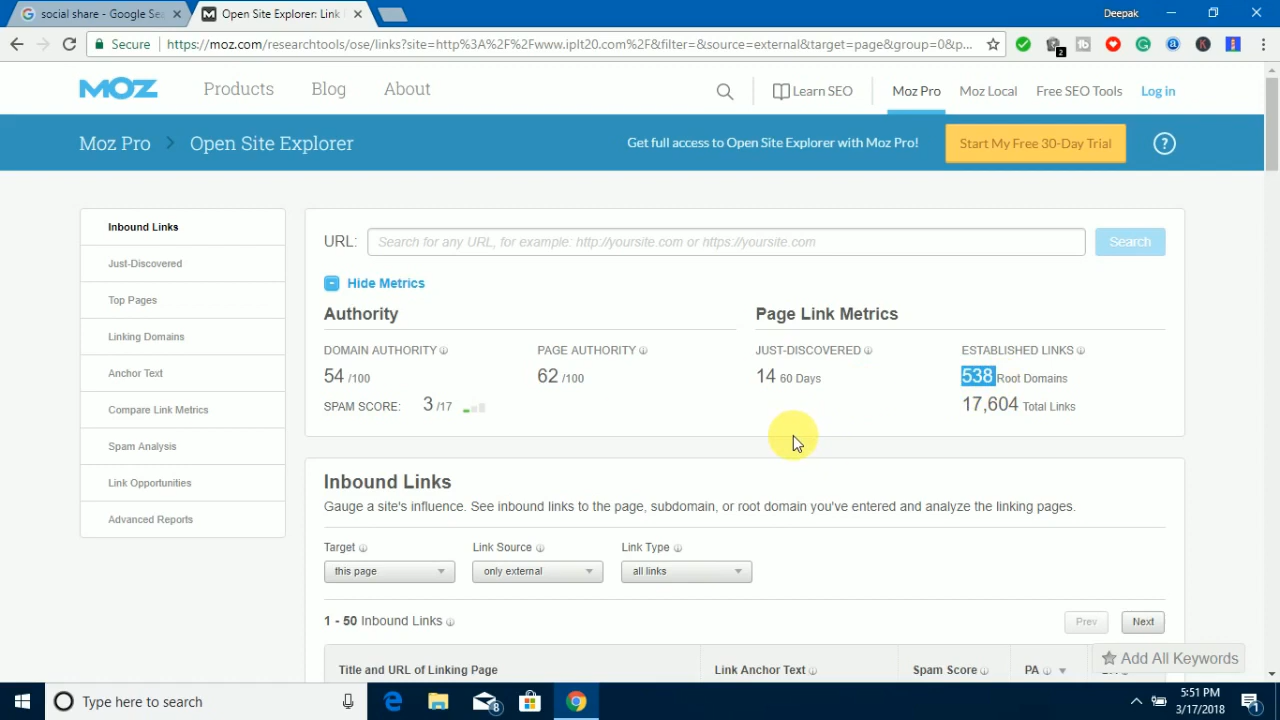 social share - Google Se
Open Site Explorer: Link
Deepak
Secure
https://moz.com/researchtools/ose/links?site=http%3A%2F%2Fwww.iplt20.com%2F&filter=&source=external&target=page&group=0&p...
2
MOZ
Products
Blog
About
Learn SEO
Moz Pro
Moz Local
Free SEO Tools
Log in
Moz Pro
Open Site Explorer
Get full access to Open Site Explorer with Moz Pro!
Start My Free 30-Day Trial
?
Inbound Links
Just-Discovered
Top Pages
Linking Domains
Anchor Text
Compare Link Metrics
Spam Analysis
Link Opportunities
Advanced Reports
URL:
Search for any URL, for example: http://yoursite.com or https://yoursite.com
Search
Hide Metrics
Authority
Page Link Metrics
DOMAIN AUTHORITY
PAGE AUTHORITY
JUST-DISCOVERED
ESTABLISHED LINKS
54 /100
62 /100
14 60 Days
538 Root Domains
SPAM SCORE: 3 /17
17,604 Total Links
Inbound Links
Gauge a site's influence. See inbound links to the page, subdomain, or root domain you've entered and analyze the linking pages.
Target
Link Source
Link Type
this page
only external
all links
1 - 50 Inbound Links
Prev
Next
Title and URL of Linking Page
Link Anchor Text
Spam Score
PA
Add All Keywords
Type here to search
8
5:51 PM
3/17/2018
1